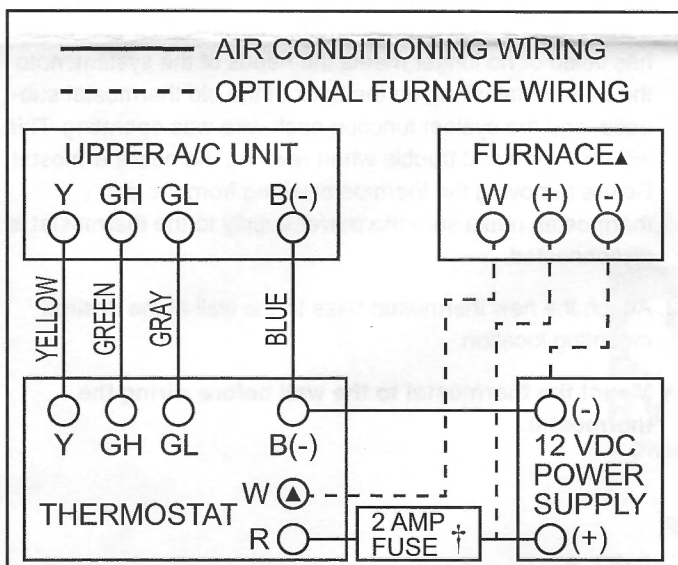 AIR CONDITIONING WIRING
OPTIONAL FURNACE WIRING
UPPER A/C UNIT
Y GH GL B(-)
FURNACE▲
W (+) (-)
YELLOW
GREEN
GRAY
BLUE
Y GH GL B(-)
THERMOSTAT
W ▲
R
2 AMP
FUSE †
(-)
12 VDC
POWER
SUPPLY
(+)